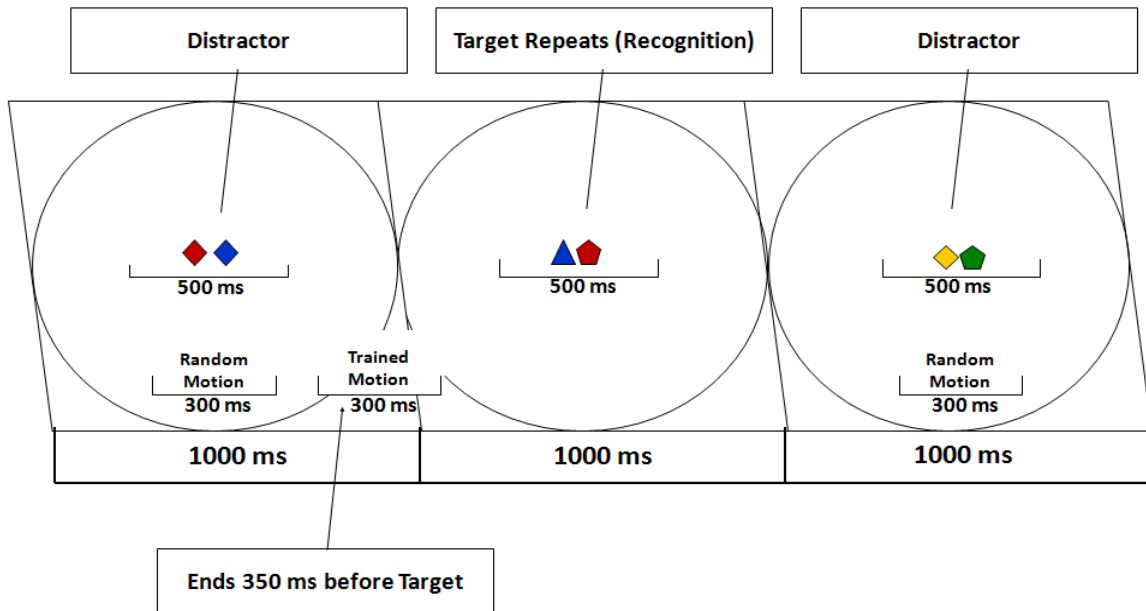 Distractor
Target Repeats (Recognition)
Distractor
500 ms
500 ms
500 ms
Random
Motion
300 ms
Trained
Motion
300 ms
Random
Motion
300 ms
1000 ms
1000 ms
1000 ms
Ends 350 ms before Target